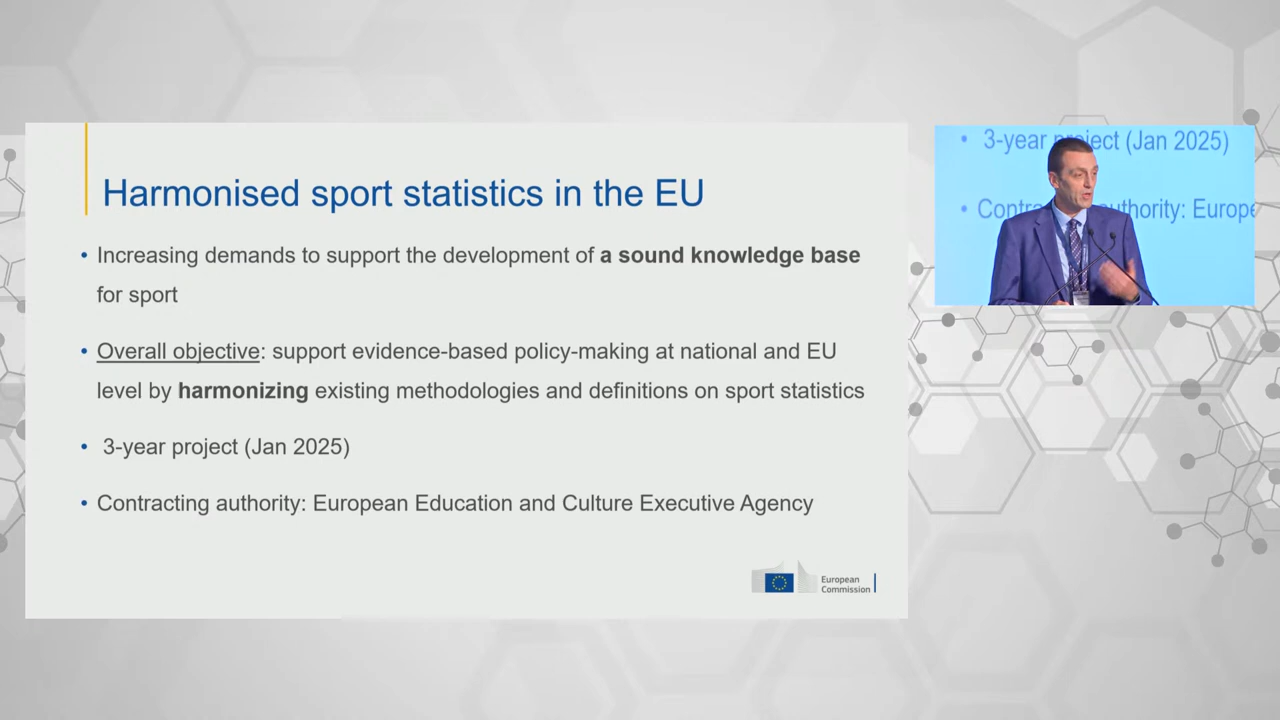 Harmonised sport statistics in the EU
• Increasing demands to support the development of a sound knowledge base
for sport
• Overall objective: support evidence-based policy-making at national and EU
level by harmonizing existing methodologies and definitions on sport statistics
• 3-year project (Jan 2025)
• Contracting authority: European Education and Culture Executive Agency
European
Commission
• 3-year project (Jan 2025)
• Contr uthority: Europe